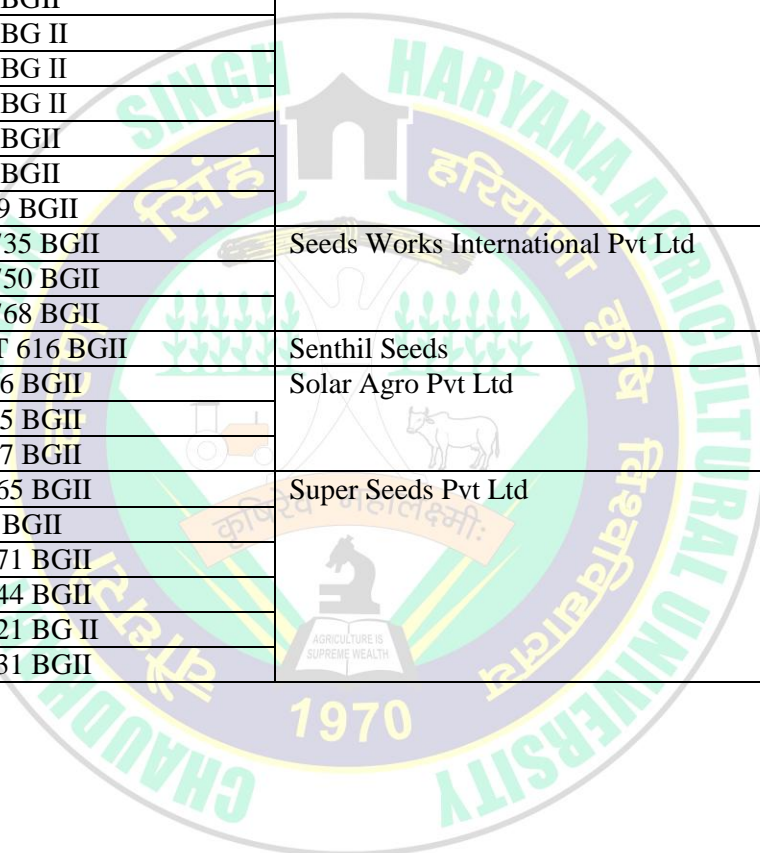 BGII
BG II
BG II
BG II
BGII
BGII
9 BGII
735 BGII Seeds Works International Pvt Ltd
750 BGII
768 BGII
T 616 BGII Senthil Seeds
6 BGII Solar Agro Pvt Ltd
5 BGII
7 BGII
65 BGII Super Seeds Pvt Ltd
BGII
71 BGII
44 BGII
21 BG II
31 BGII
SINGH HARYANA AGRICULTURAL UNIVERSITY
सिंह हरियाणा कृषि विश्वविद्यालय
AGRICULTURE IS
SUPREME WEALTH
1970